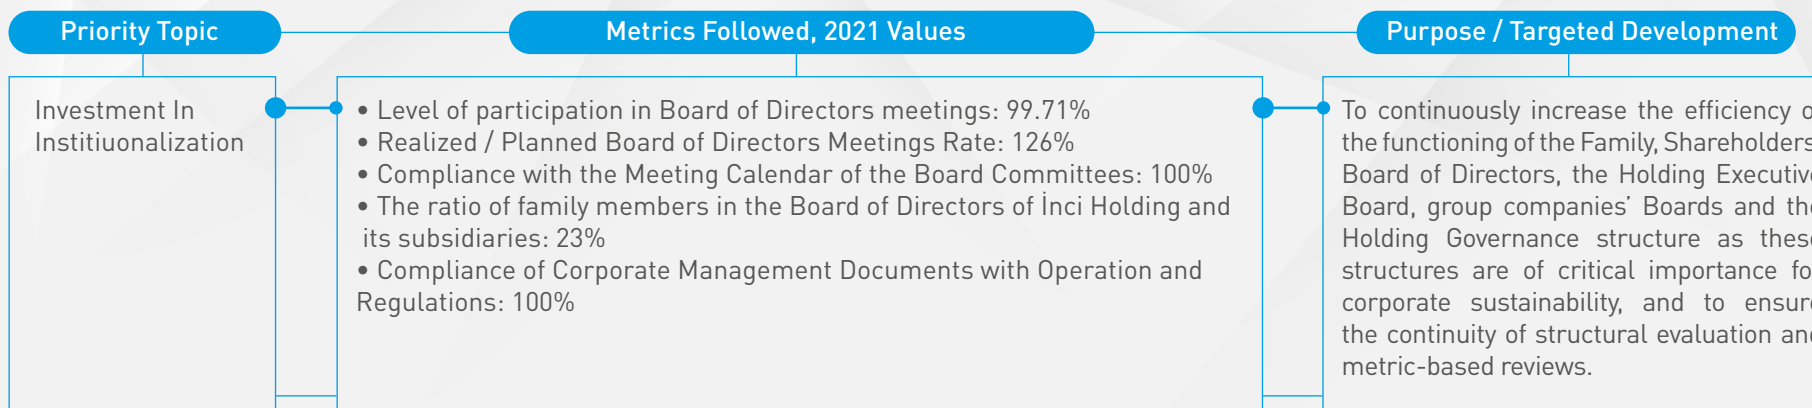 Priority Topic
Metrics Followed, 2021 Values
Purpose / Targeted Development
Investment In
Institiuonalization
• Level of participation in Board of Directors meetings: 99.71%
• Realized / Planned Board of Directors Meetings Rate: 126%
• Compliance with the Meeting Calendar of the Board Committees: 100%
• The ratio of family members in the Board of Directors of İnci Holding and
its subsidiaries: 23%
• Compliance of Corporate Management Documents with Operation and
Regulations: 100%
To continuously increase the efficiency
the functioning of the Family, Shareholders
Board of Directors, the Holding Executive
Board, group companies’ Boards and the
Holding Governance structure as these
structures are of critical importance
corporate sustainability, and to ensure
the continuity of structural evaluation and
metric-based reviews.